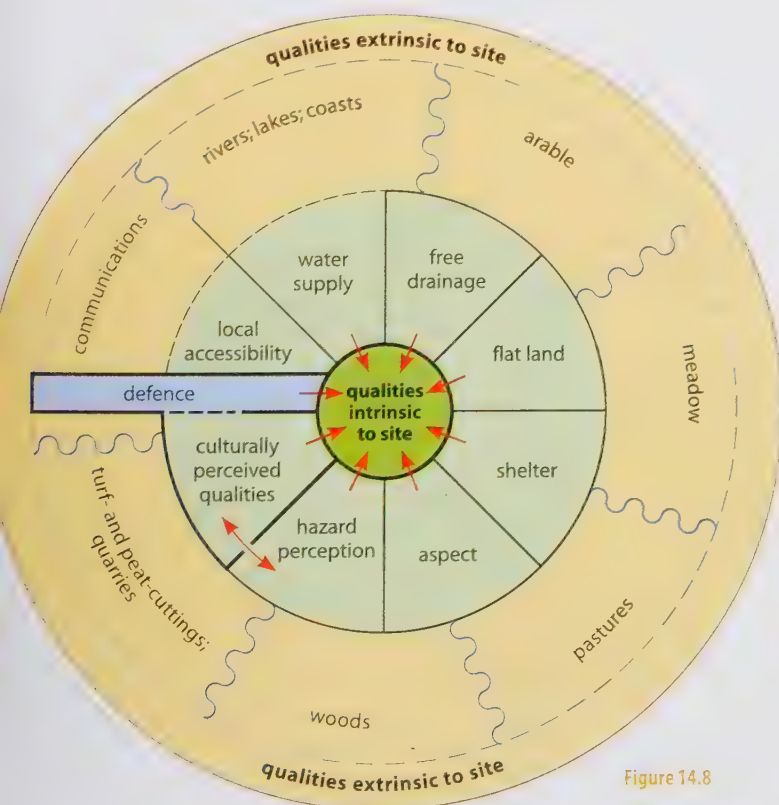 qualities extrinsic to site
rivers; lakes; coasts
arable
communications
meadow
water
supply
free
drainage
local
accessibility
flat land
defence
qualities
intrinsic
to site
culturally
perceived
qualities
shelter
hazard
perception
aspect
turf- and peat-cuttings;
quarries
pastures
woods
qualities extrinsic to site
Figure 14.8